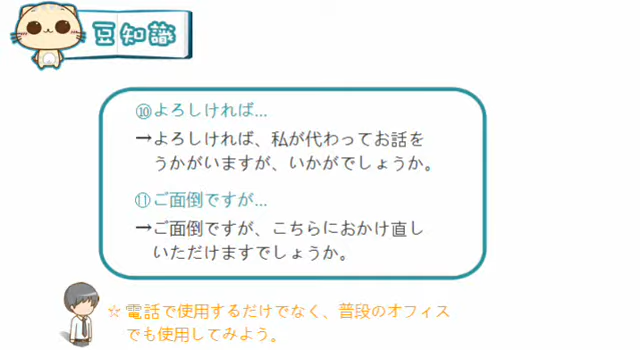 豆知識
⑩よろしければ…
→よろしければ、私が代わってお話を
うかがいますが、いかがでしょうか。
⑪ご面倒ですが…
→ご面倒ですが、こちらにおかけ直し
いただけますでしょうか。
☆ 電話で使用するだけでなく、普段のオフィス
でも使用してみよう。